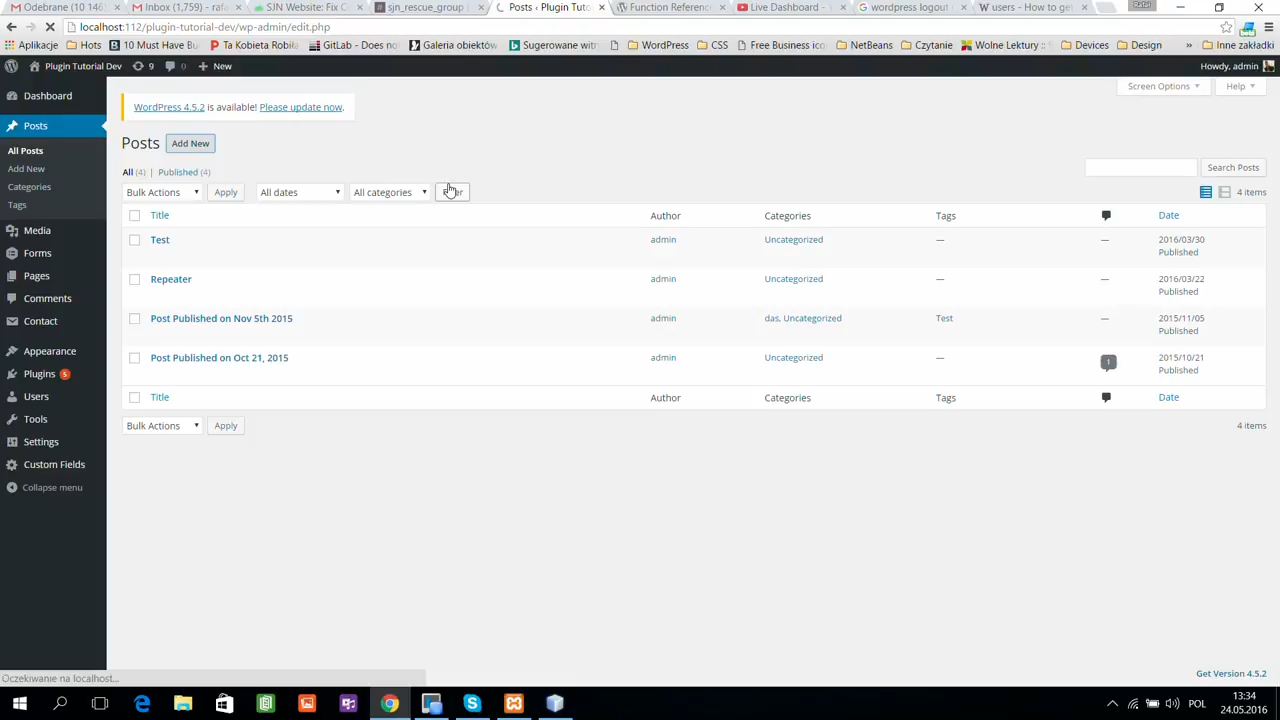 Odebrane (10 146
Inbox (1,759) - rafa
SJN Website: Fix C
sjn_rescue_group
Posts ‹ Plugin Tuto
Function Reference
Live Dashboard -
wordpress logout
users - How to get
Rafał
localhost:112/plugin-tutorial-dev/wp-admin/edit.php
Aplikacje
Hots
10 Must Have Bu
Ta Kobieta Robiła
GitLab - Does not
Galeria obiektów
Sugerowane witr
WordPress
CSS
Free Business ico
NetBeans
Czytanie
Wolne Lektury ::
Devices
Design
»
Inne zakładki
Plugin Tutorial Dev
9
0
New
Howdy, admin
Dashboard
Posts
All Posts
Add New
Categories
Tags
Media
Forms
Pages
Comments
Contact
Appearance
Plugins 5
Users
Tools
Settings
Custom Fields
Collapse menu
Screen Options
Help
WordPress 4.5.2 is available! Please update now.
Posts Add New
All (4) | Published (4)
Search Posts
Bulk Actions Apply All dates All categories
4 items
Title Author Categories Tags Date
Test admin Uncategorized — — 2016/03/30
Published
Repeater admin Uncategorized — — 2016/03/22
Published
Post Published on Nov 5th 2015 admin das, Uncategorized Test — 2015/11/05
Published
Post Published on Oct 21, 2015 admin Uncategorized — 1 2015/10/21
Published
Title Author Categories Tags Date
Bulk Actions Apply
4 items
Get Version 4.5.2
Oczekiwanie na localhost...
POL
13:34
24.05.2016